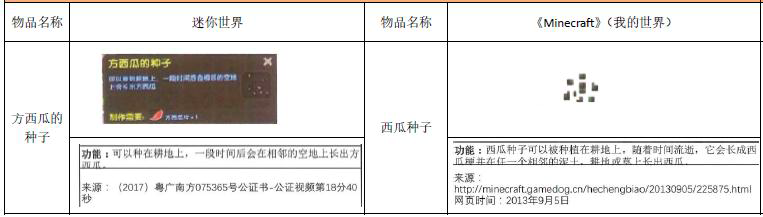 物品名称 迷你世界 物品名称 《Minecraft》（我的世界）
方西瓜的种子
可以种在耕地上，一段时间后在相邻的空地
上会长出方西瓜
制作需要： 方西瓜片*1
方西瓜的
种子
西瓜种子
功能：可以种在耕地上，一段时间后会在相邻的空地上长出方
西瓜。
来源：（2017）粤广南方075365号公证书-公证视频第18分40
秒
功能：西瓜种子可以被种植在耕地上，随着时间流逝，它会长成西
瓜梗并在任一个相邻的泥土、耕地或草上长出西瓜。
来源：
http://minecraft.gamedog.cn/hechengbiao/20130905/225875.html
网页时间：2013年9月5日